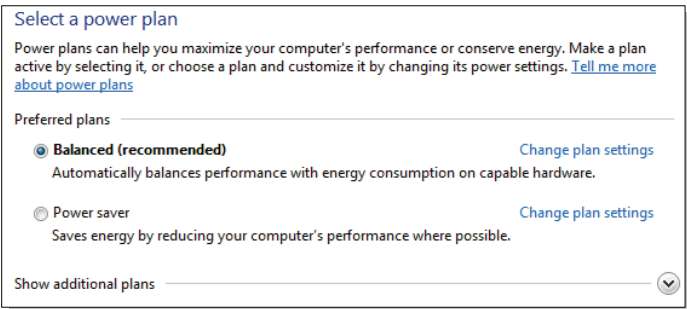 Select a power plan
Power plans can help you maximize your computer's performance or conserve energy. Make a plan
active by selecting it, or choose a plan and customize it by changing its power settings. Tell me more
about power plans
Preferred plans
Balanced (recommended) Change plan settings
Automatically balances performance with energy consumption on capable hardware.
Power saver Change plan settings
Saves energy by reducing your computer's performance where possible.
Show additional plans